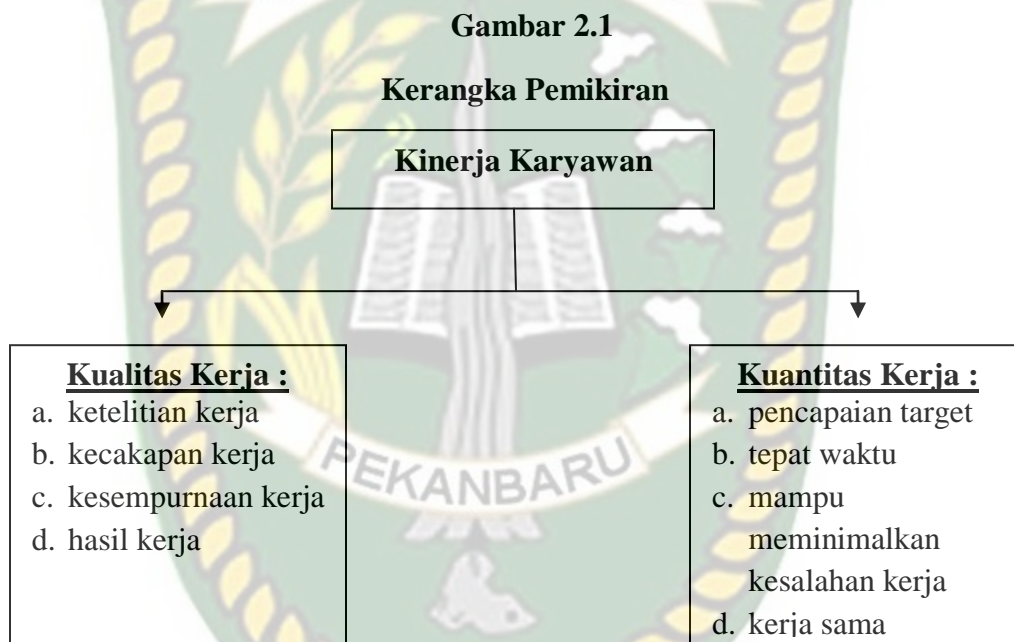 Gambar 2.1
Kerangka Pemikiran
Kinerja Karyawan
Kualitas Kerja :
a. ketelitian kerja
b. kecakapan kerja
c. kesempurnaan kerja
d. hasil kerja
Kuantitas Kerja :
a. pencapaian target
b. tepat waktu
c. mampu
meminimalkan
kesalahan kerja
d. kerja sama
PEKANBARU